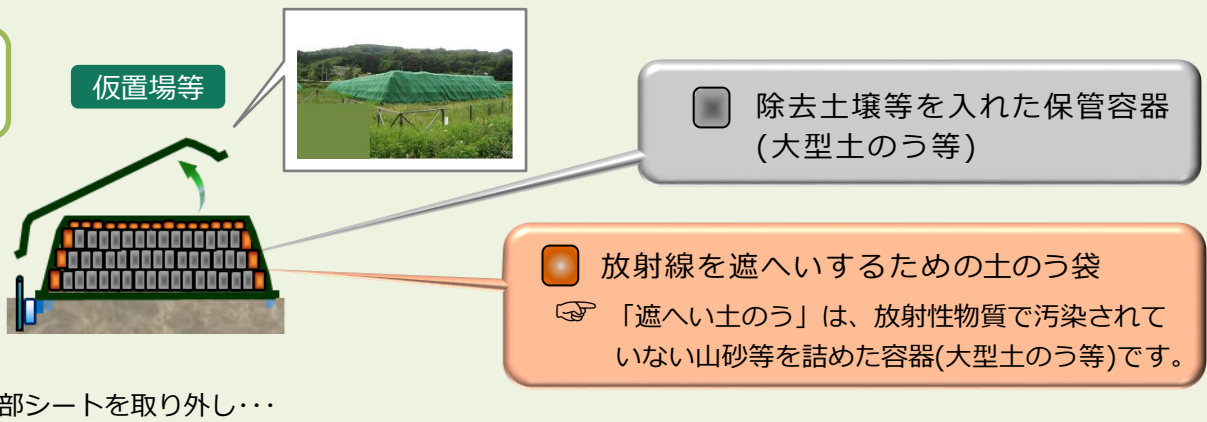 仮置場等
除去土壌等を入れた保管容器
(大型土のう等)
放射線を遮へいするための土のう袋
☞ 「遮へい土のう」は、放射性物質で汚染されて
いない山砂等を詰めた容器(大型土のう等)です。
部シートを取り外し･･･